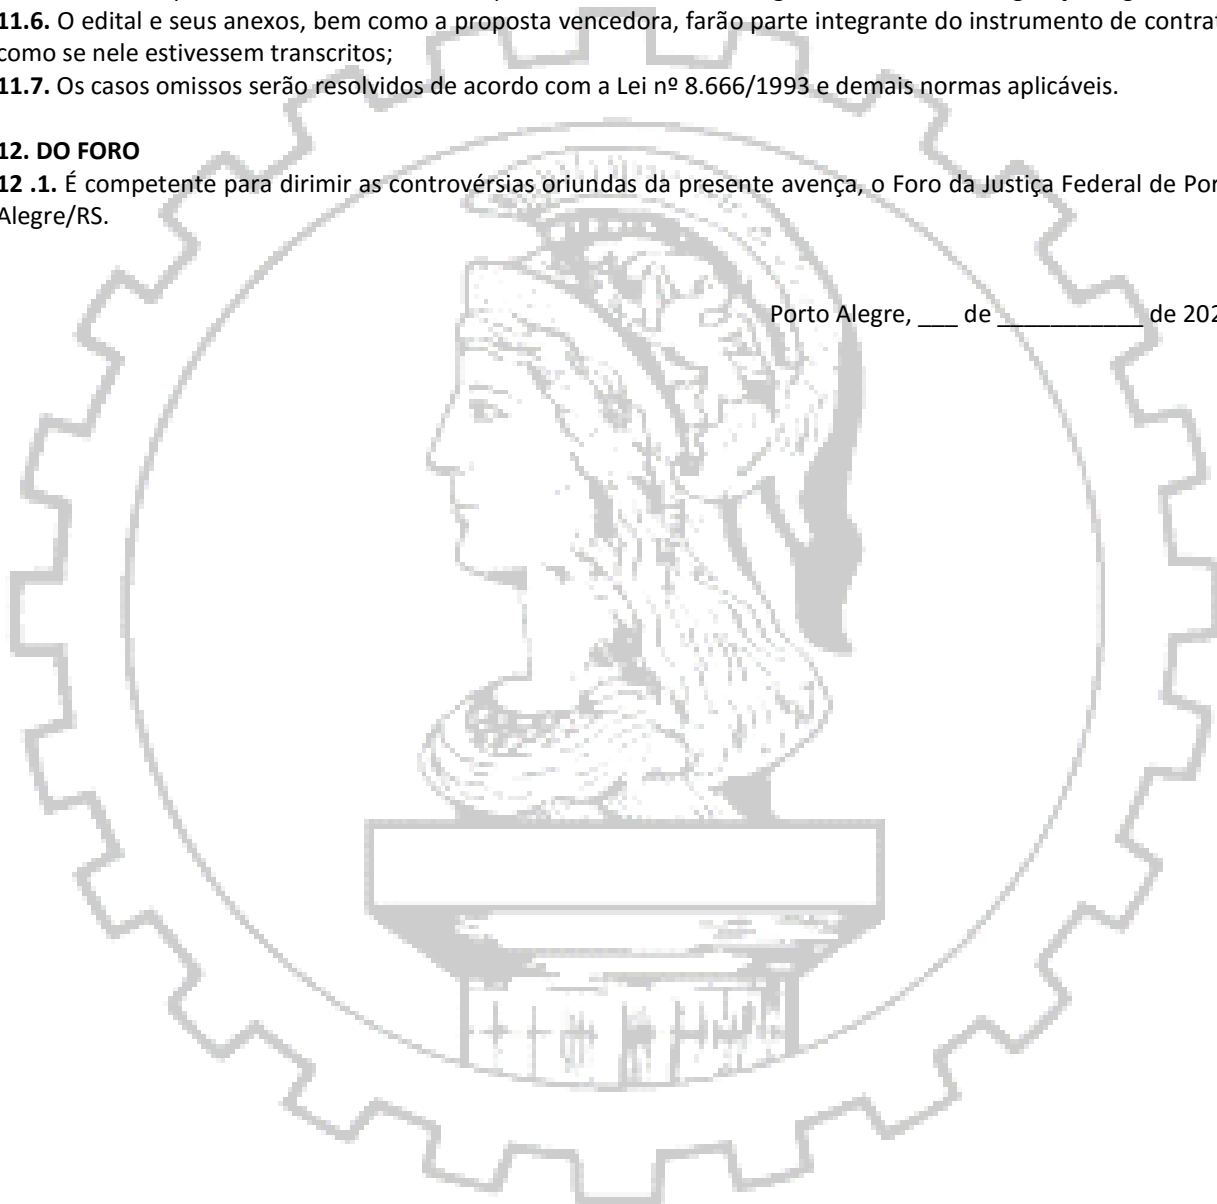 11.6. O edital e seus anexos, bem como a proposta vencedora, farão parte integrante do instrumento de contrat
como se nele estivessem transcritos;
11.7. Os casos omissos serão resolvidos de acordo com a Lei nº 8.666/1993 e demais normas aplicáveis.
12. DO FORO
12 .1. É competente para dirimir as controvérsias oriundas da presente avença, o Foro da Justiça Federal de Por
Alegre/RS.
Porto Alegre, ___ de ___________ de 202